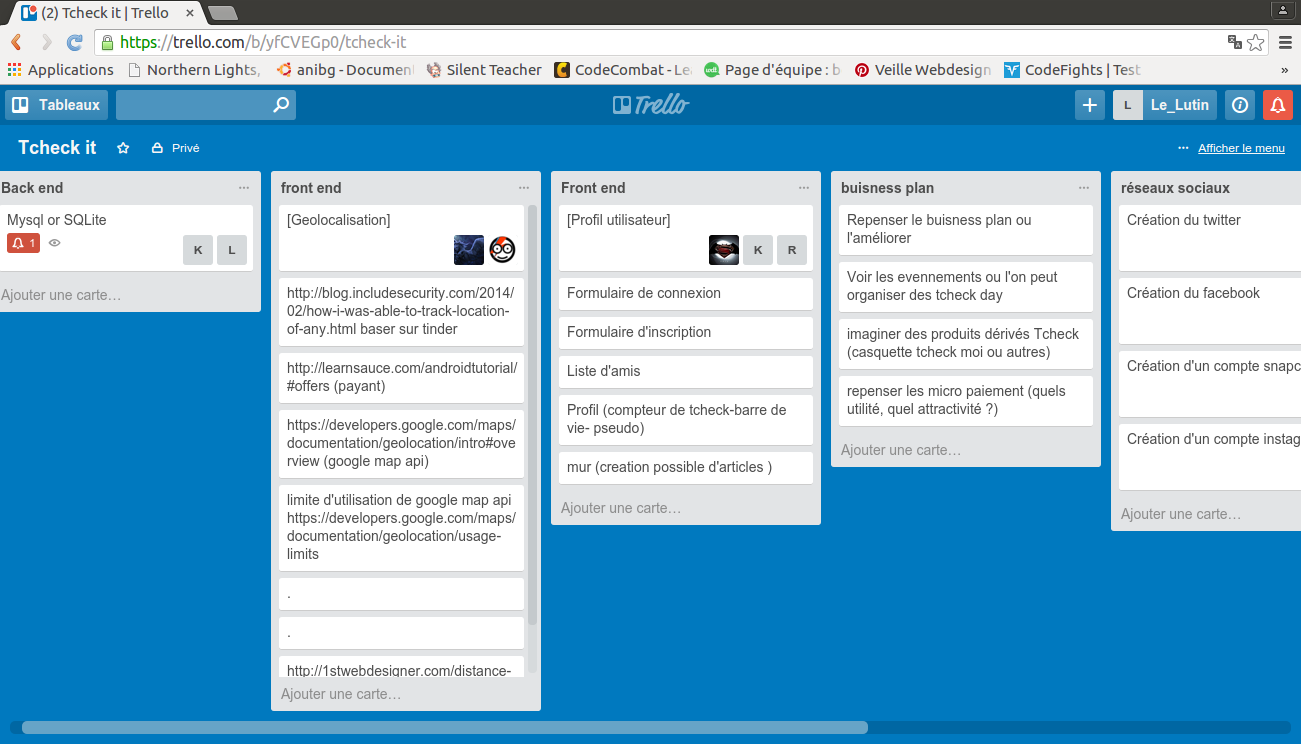 (2) Tcheck it | Trello
https://trello.com/b/yfCVEGp0/tcheck-it
Applications
Northern Lights,
anibg - Documen
Silent Teacher
CodeCombat - Le
Page d'équipe : b
Veille Webdesign
CodeFights | Test
»
Tableaux
Trello
L
Le_Lutin
Tcheck it
Privé
Afficher le menu
Back end
Mysql or SQLite
1
K
L
Ajouter une carte…
front end
[Geolocalisation]
http://blog.includesecurity.com/2014/
02/how-i-was-able-to-track-location-
of-any.html baser sur tinder
http://learnsauce.com/androidtutorial/
#offers (payant)
https://developers.google.com/maps/
documentation/geolocation/intro#ove
rview (google map api)
limite d'utilisation de google map api
https://developers.google.com/maps/
documentation/geolocation/usage-
limits
.
.
http://1stwebdesigner.com/distance-
Ajouter une carte…
Front end
[Profil utilisateur]
K
R
Formulaire de connexion
Formulaire d'inscription
Liste d'amis
Profil (compteur de tcheck-barre de
vie- pseudo)
mur (creation possible d'articles )
Ajouter une carte…
buisness plan
Repenser le buisness plan ou
l'améliorer
Voir les evennements ou l'on peut
organiser des tcheck day
imaginer des produits dérivés Tcheck
(casquette tcheck moi ou autres)
repenser les micro paiement (quels
utilité, quel attractivité ?)
Ajouter une carte…
réseaux sociaux
Création du twitter
Création du facebook
Création d'un compte snapc
Création d'un compte instag
Ajouter une carte…